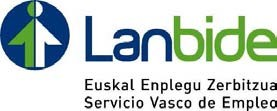 Lanbide
Euskal Enplegu Zerbitzua
Servicio Vasco de Empleo